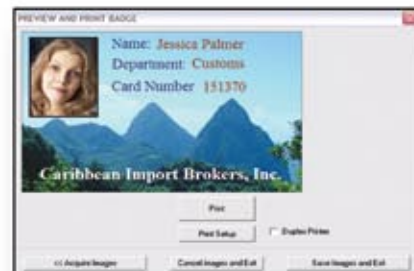 PREVIEW AND PRINT BADGE
Name: Jessica Palmer
Department: Customs
Card Number 151370
Caribbean Import Brokers, Inc.
Print
Print Setup
Duplex Printer
<< Acquire Images
Cancel Images and Exit
Save Images and Exit